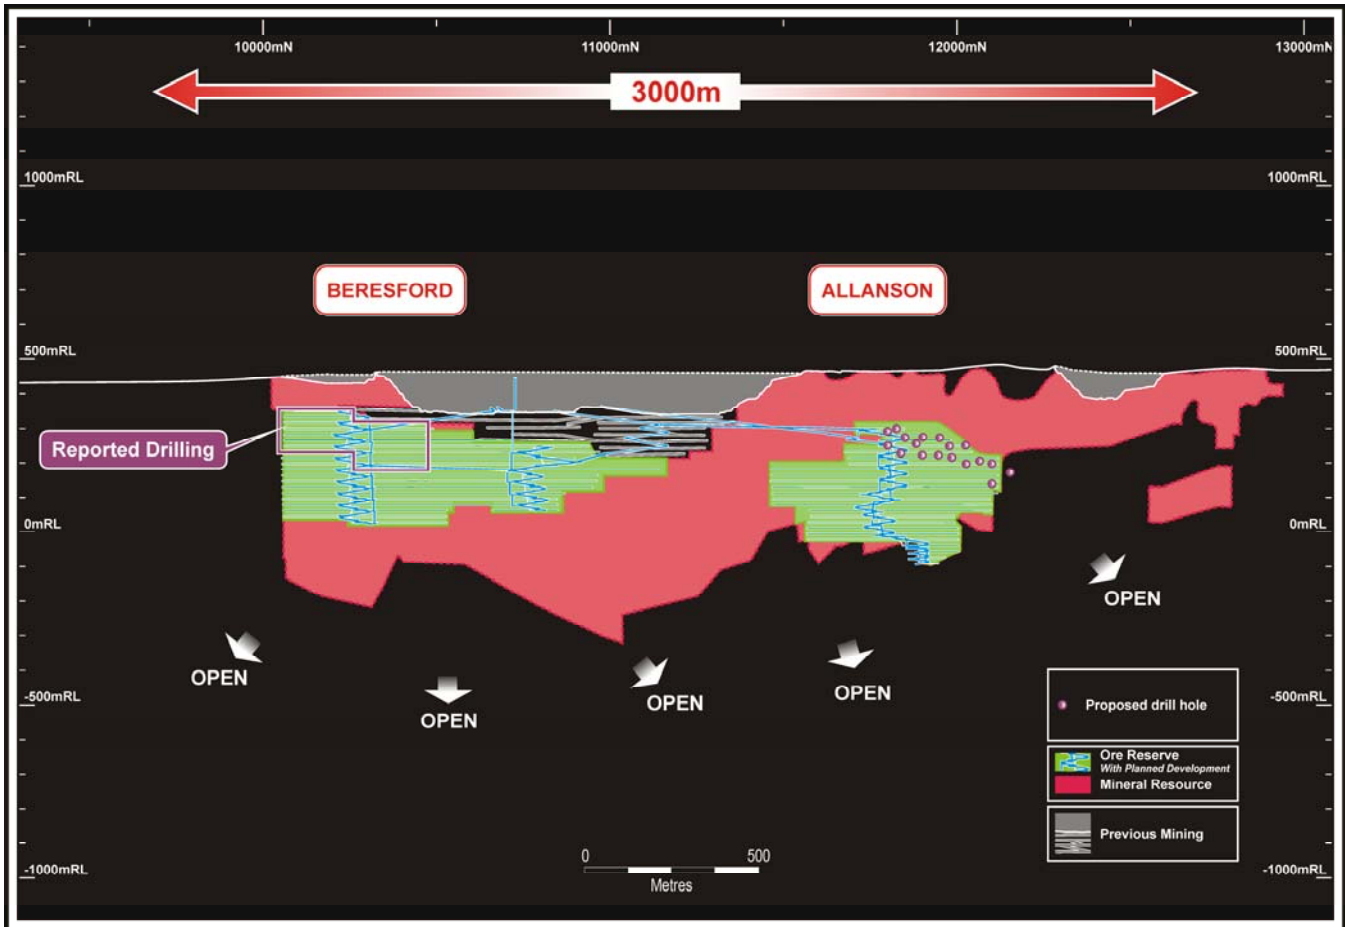 10000mN 11000mN 12000mN 13000mN
3000m
1000mRL 1000mRL
BERESFORD ALLANSON
500mRL 500mRL
Reported Drilling
0mRL 0mRL
OPEN
OPEN
OPEN
OPEN
OPEN
-500mRL -500mRL
Proposed drill hole
Ore Reserve
With Planned Development
Mineral Resource
Previous Mining
0 500
Metres
-1000mRL -1000mRL